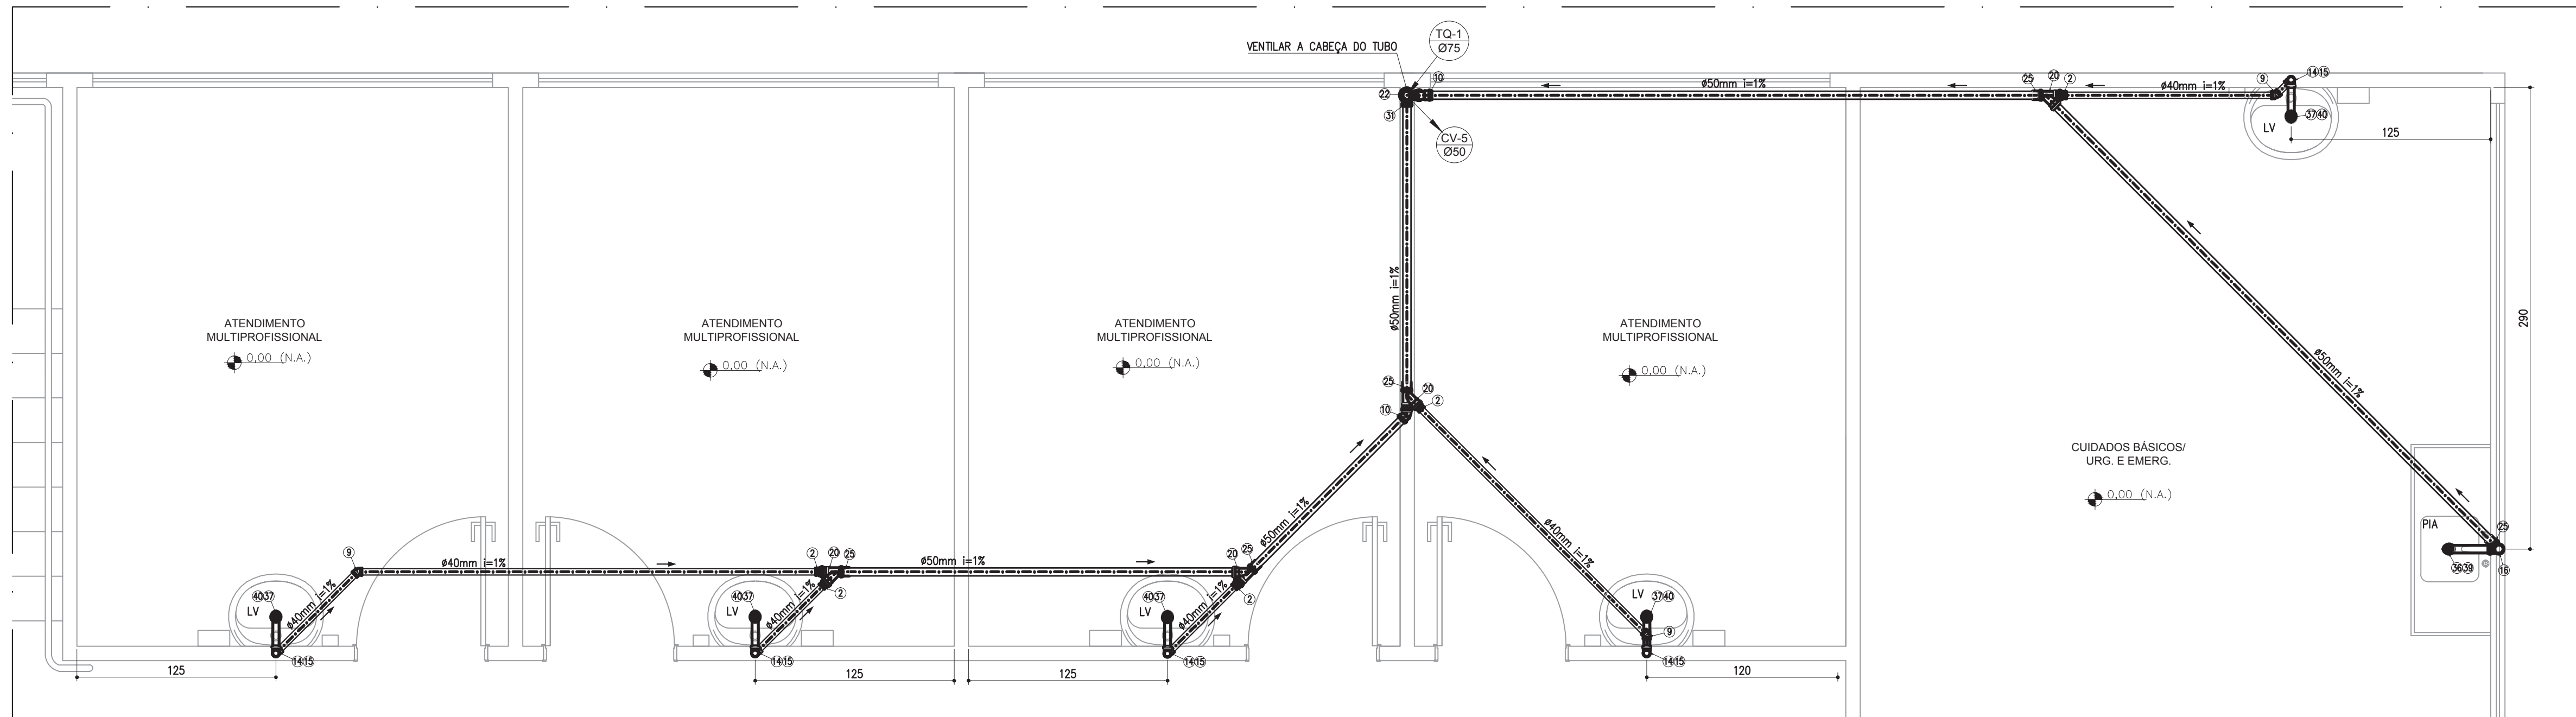 TQ-1
Ø75
VENTILAR A CABEÇA DO TUBO
10
22
31
CV-5
Ø50
ø50mm i=1%
25
20
2
ø40mm i=1%
9
14
15
LV
37
40
125
290
ø50mm i=1%
ATENDIMENTO
MULTIPROFISSIONAL
0,00 (N.A.)
ATENDIMENTO
MULTIPROFISSIONAL
0,00 (N.A.)
ATENDIMENTO
MULTIPROFISSIONAL
0,00 (N.A.)
ATENDIMENTO
MULTIPROFISSIONAL
0,00 (N.A.)
ø50mm i=1%
25
20
2
10
CUIDADOS BÁSICOS/
URG. E EMERG.
0,00 (N.A.)
PIA
25
36
39
16
9
ø40mm i=1%
2
20
25
ø50mm i=1%
20
25
ø50mm i=1%
ø40mm i=1%
40
37
LV
ø40mm i=1%
14
15
40
37
LV
ø40mm i=1%
2
14
15
40
37
LV
ø40mm i=1%
2
14
15
LV
37
40
9
14
15
125
125
125
120